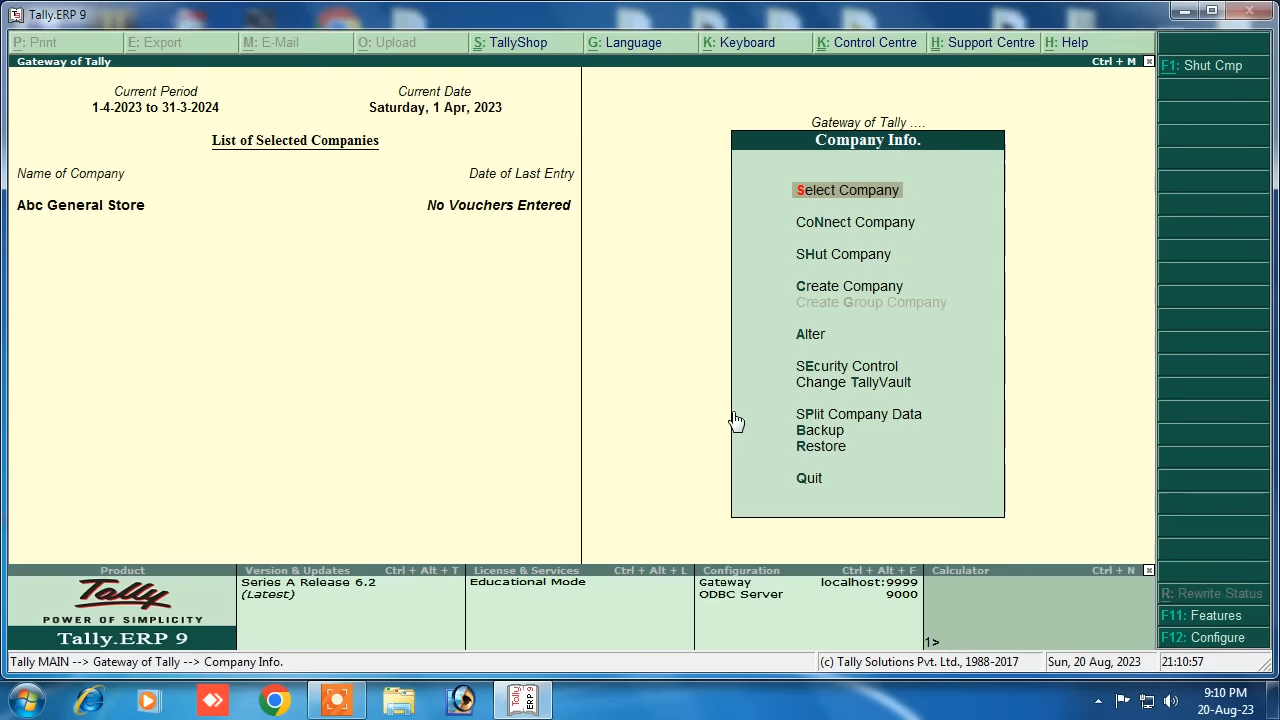 Tally.ERP 9
P: Print
E: Export
M: E-Mail
O: Upload
S: TallyShop
G: Language
K: Keyboard
K: Control Centre
H: Support Centre
H: Help
Gateway of Tally
Ctrl + M
F1: Shut Cmp
Current Period
1-4-2023 to 31-3-2024
Current Date
Saturday, 1 Apr, 2023
List of Selected Companies
Name of Company
Date of Last Entry
Abc General Store
No Vouchers Entered
Gateway of Tally ....
Company Info.
Select Company
CoNnect Company
SHut Company
Create Company
Create Group Company
Alter
SEcurity Control
Change TallyVault
SPlit Company Data
Backup
Restore
Quit
Product
Tally
POWER OF SIMPLICITY
Tally.ERP 9
Version & Updates Ctrl + Alt + T
Series A Release 6.2
(Latest)
License & Services Ctrl + Alt + L
Educational Mode
Configuration Ctrl + Alt + F
Gateway localhost:9999
ODBC Server 9000
Calculator Ctrl + N
1>
R: Rewrite Status
F11: Features
F12: Configure
Tally MAIN --> Gateway of Tally --> Company Info.
(c) Tally Solutions Pvt. Ltd., 1988-2017
Sun, 20 Aug, 2023
21:10:57
Tally
ERP 9
9:10 PM
20-Aug-23